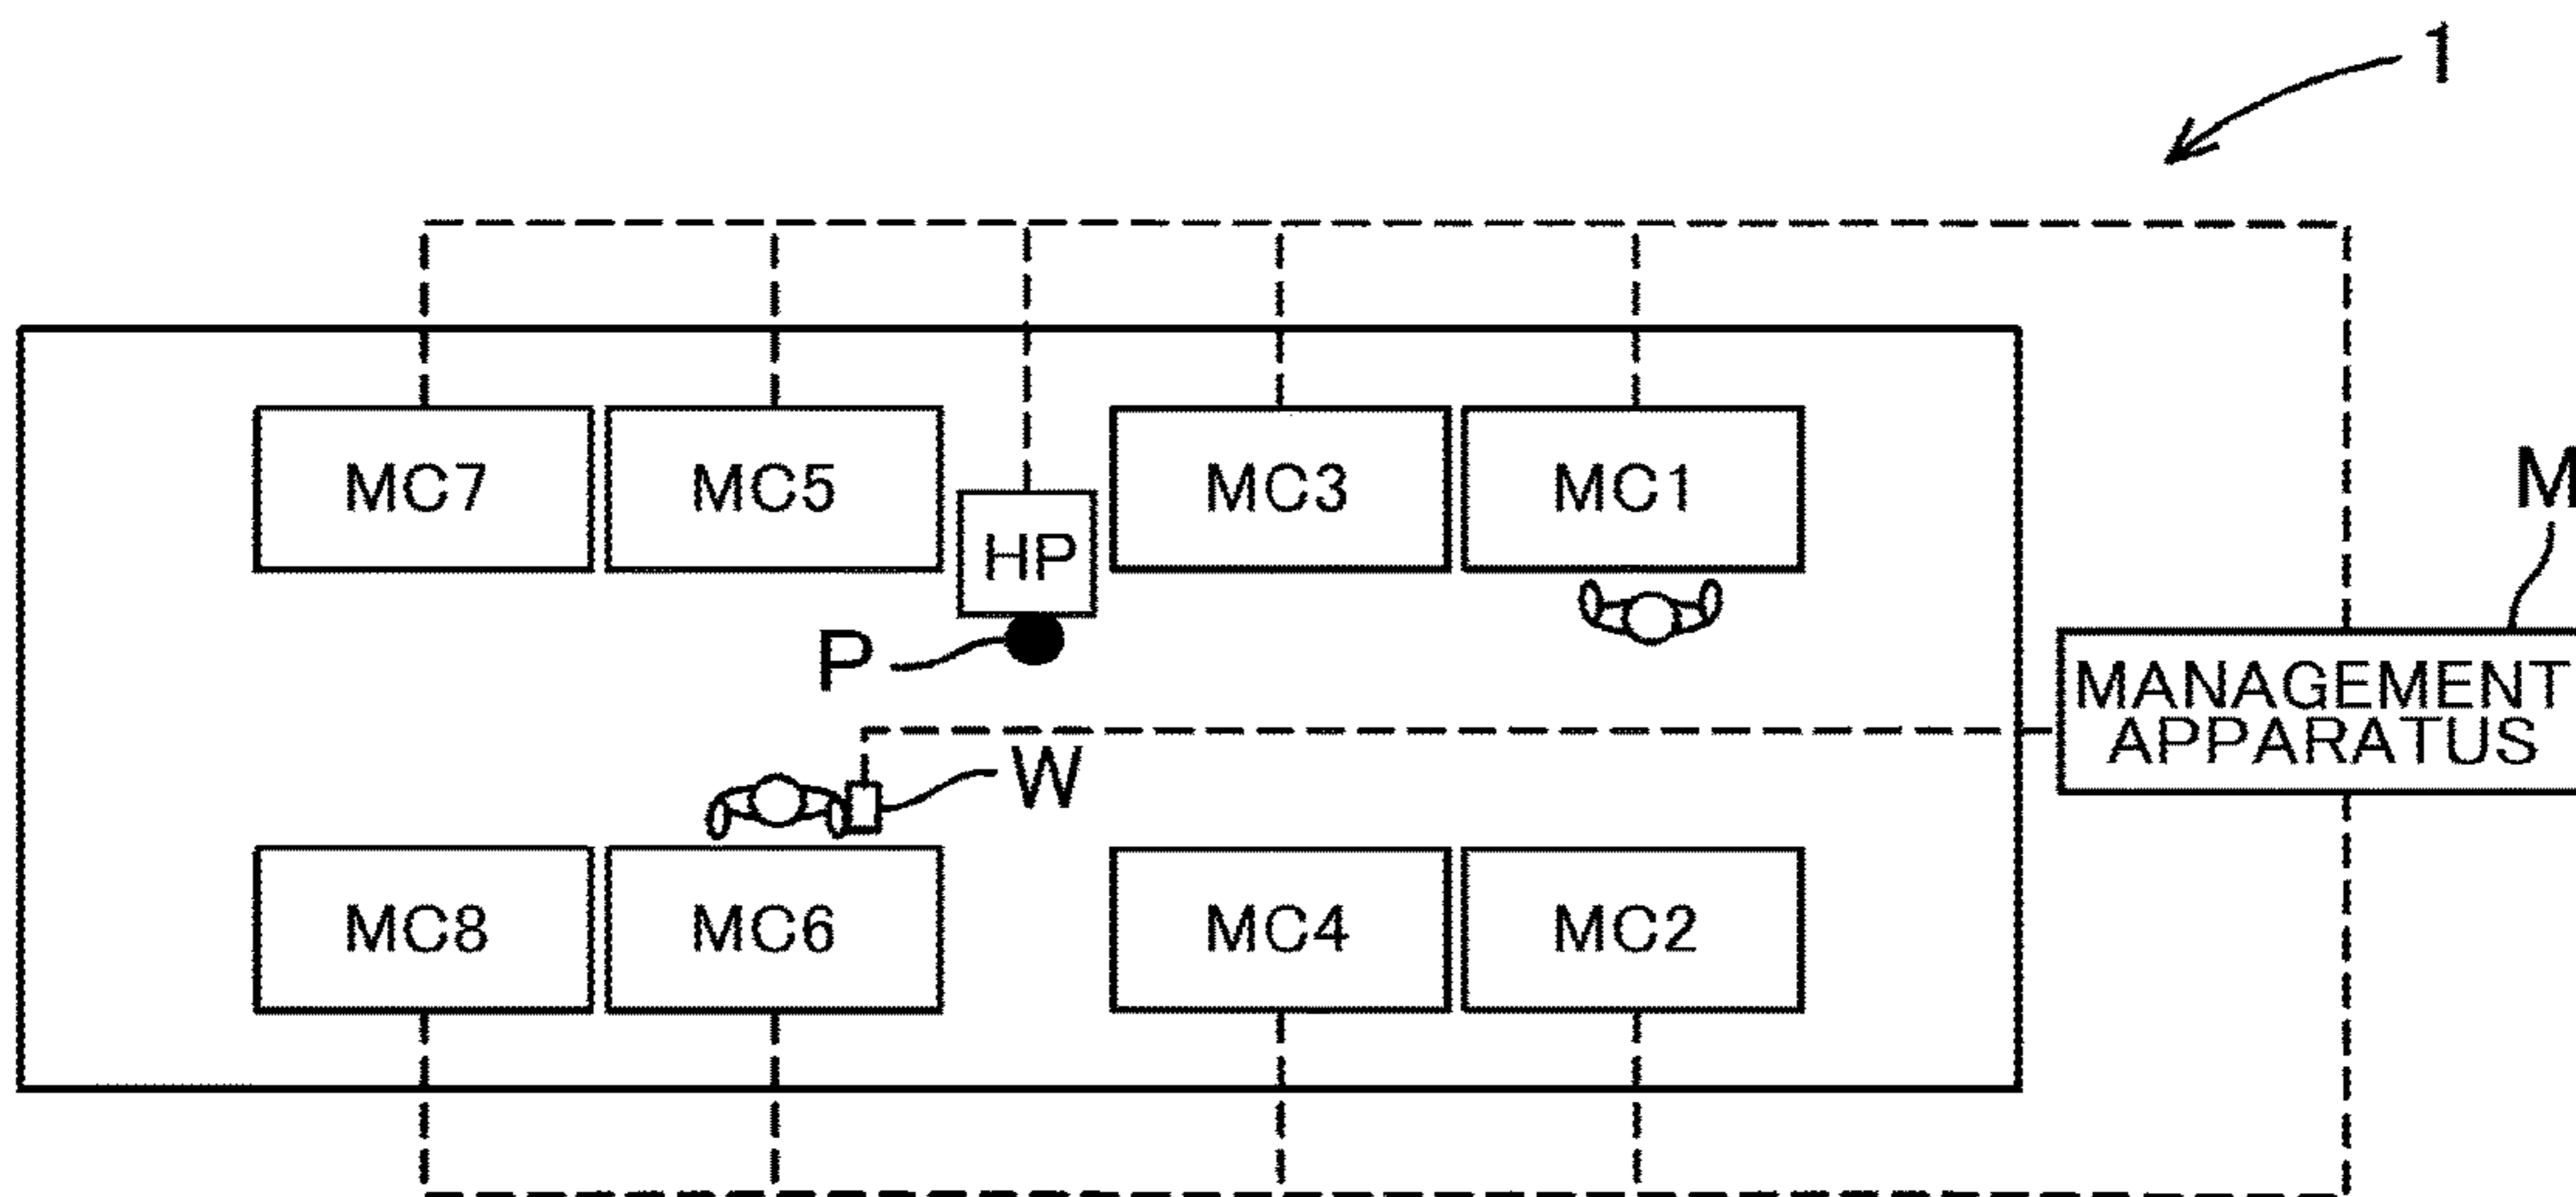 1
MC7 MC5 MC3 MC1
M
HP
P
MANAGEMENT
APPARATUS
W
MC8 MC6 MC4 MC2